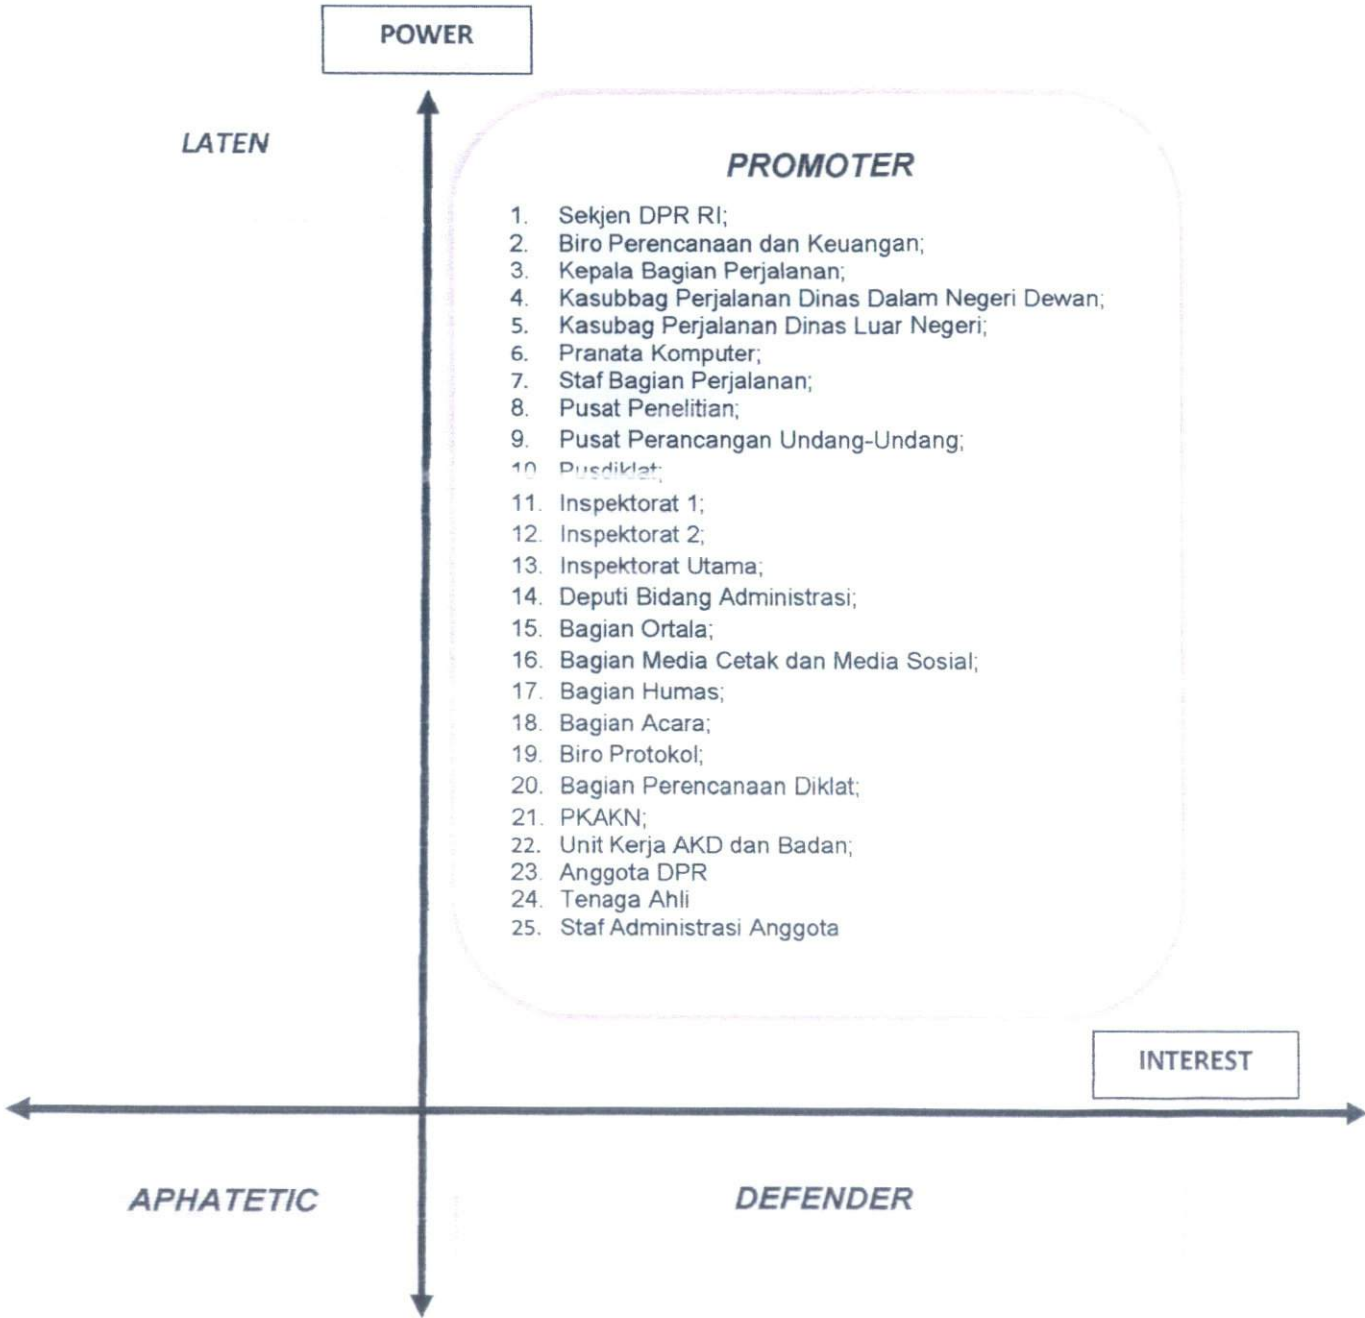 POWER
LATEN
PROMOTER
1. Sekjen DPR RI;
2. Biro Perencanaan dan Keuangan;
3. Kepala Bagian Perjalanan;
4. Kasubbag Perjalanan Dinas Dalam Negeri Dewan;
5. Kasubag Perjalanan Dinas Luar Negeri;
6. Pranata Komputer;
7. Staf Bagian Perjalanan;
8. Pusat Penelitian;
9. Pusat Perancangan Undang-Undang;
10. Pusdiklat;
11. Inspektorat 1;
12. Inspektorat 2;
13. Inspektorat Utama;
14. Deputi Bidang Administrasi;
15. Bagian Ortala;
16. Bagian Media Cetak dan Media Sosial;
17. Bagian Humas;
18. Bagian Acara;
19. Biro Protokol;
20. Bagian Perencanaan Diklat;
21. PKAKN;
22. Unit Kerja AKD dan Badan;
23. Anggota DPR
24. Tenaga Ahli
25. Staf Administrasi Anggota
INTEREST
APHATETIC
DEFENDER